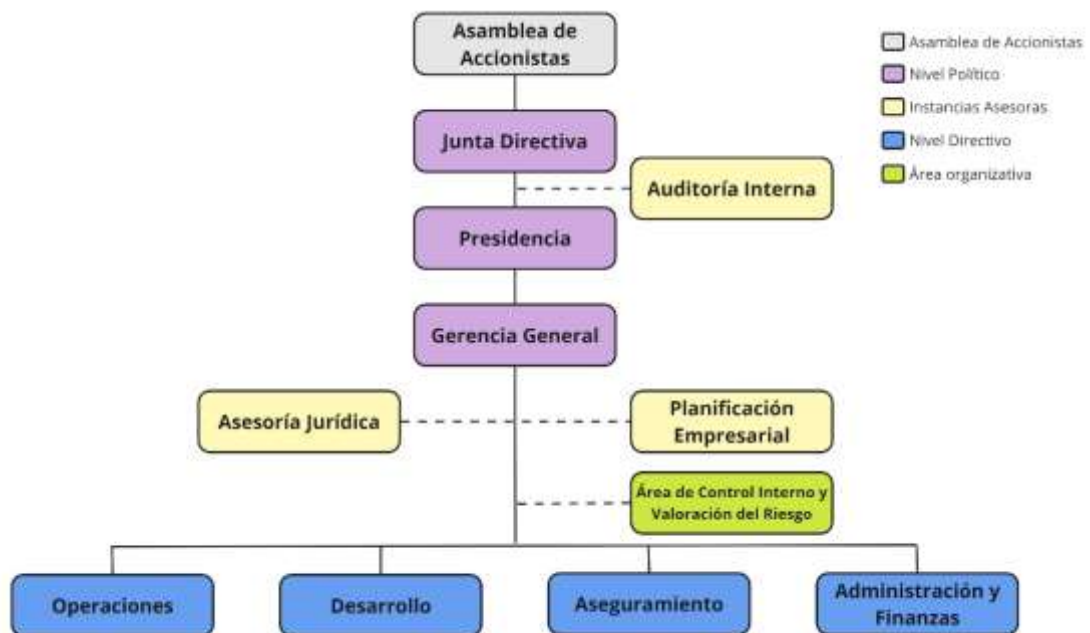 Asamblea de
Accionistas
Asamblea de Accionistas
Nivel Político
Instancias Asesoras
Nivel Directivo
Área organizativa
Junta Directiva
Auditoría Interna
Presidencia
Gerencia General
Asesoría Jurídica
Planificación
Empresarial
Área de Control Interno y
Valoración del Riesgo
Operaciones
Desarrollo
Aseguramiento
Administración y
Finanzas